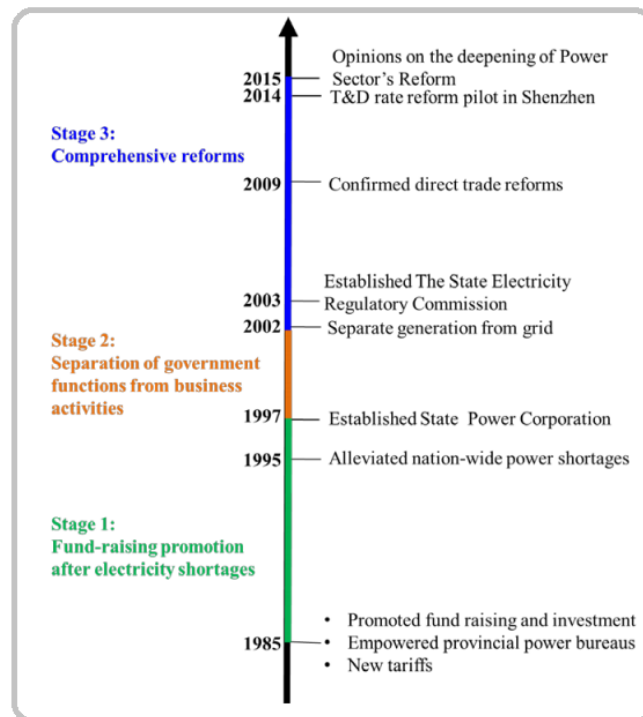 Opinions on the deepening of Power
2015 Sector's Reform
2014 T&D rate reform pilot in Shenzhen
Stage 3:
Comprehensive reforms
2009 Confirmed direct trade reforms
Established The State Electricity
2003 Regulatory Commission
2002 Separate generation from grid
Stage 2:
Separation of government
functions from business
activities
1997 Established State Power Corporation
1995 Alleviated nation-wide power shortages
Stage 1:
Fund-raising promotion
after electricity shortages
• Promoted fund raising and investment
1985 • Empowered provincial power bureaus
• New tariffs